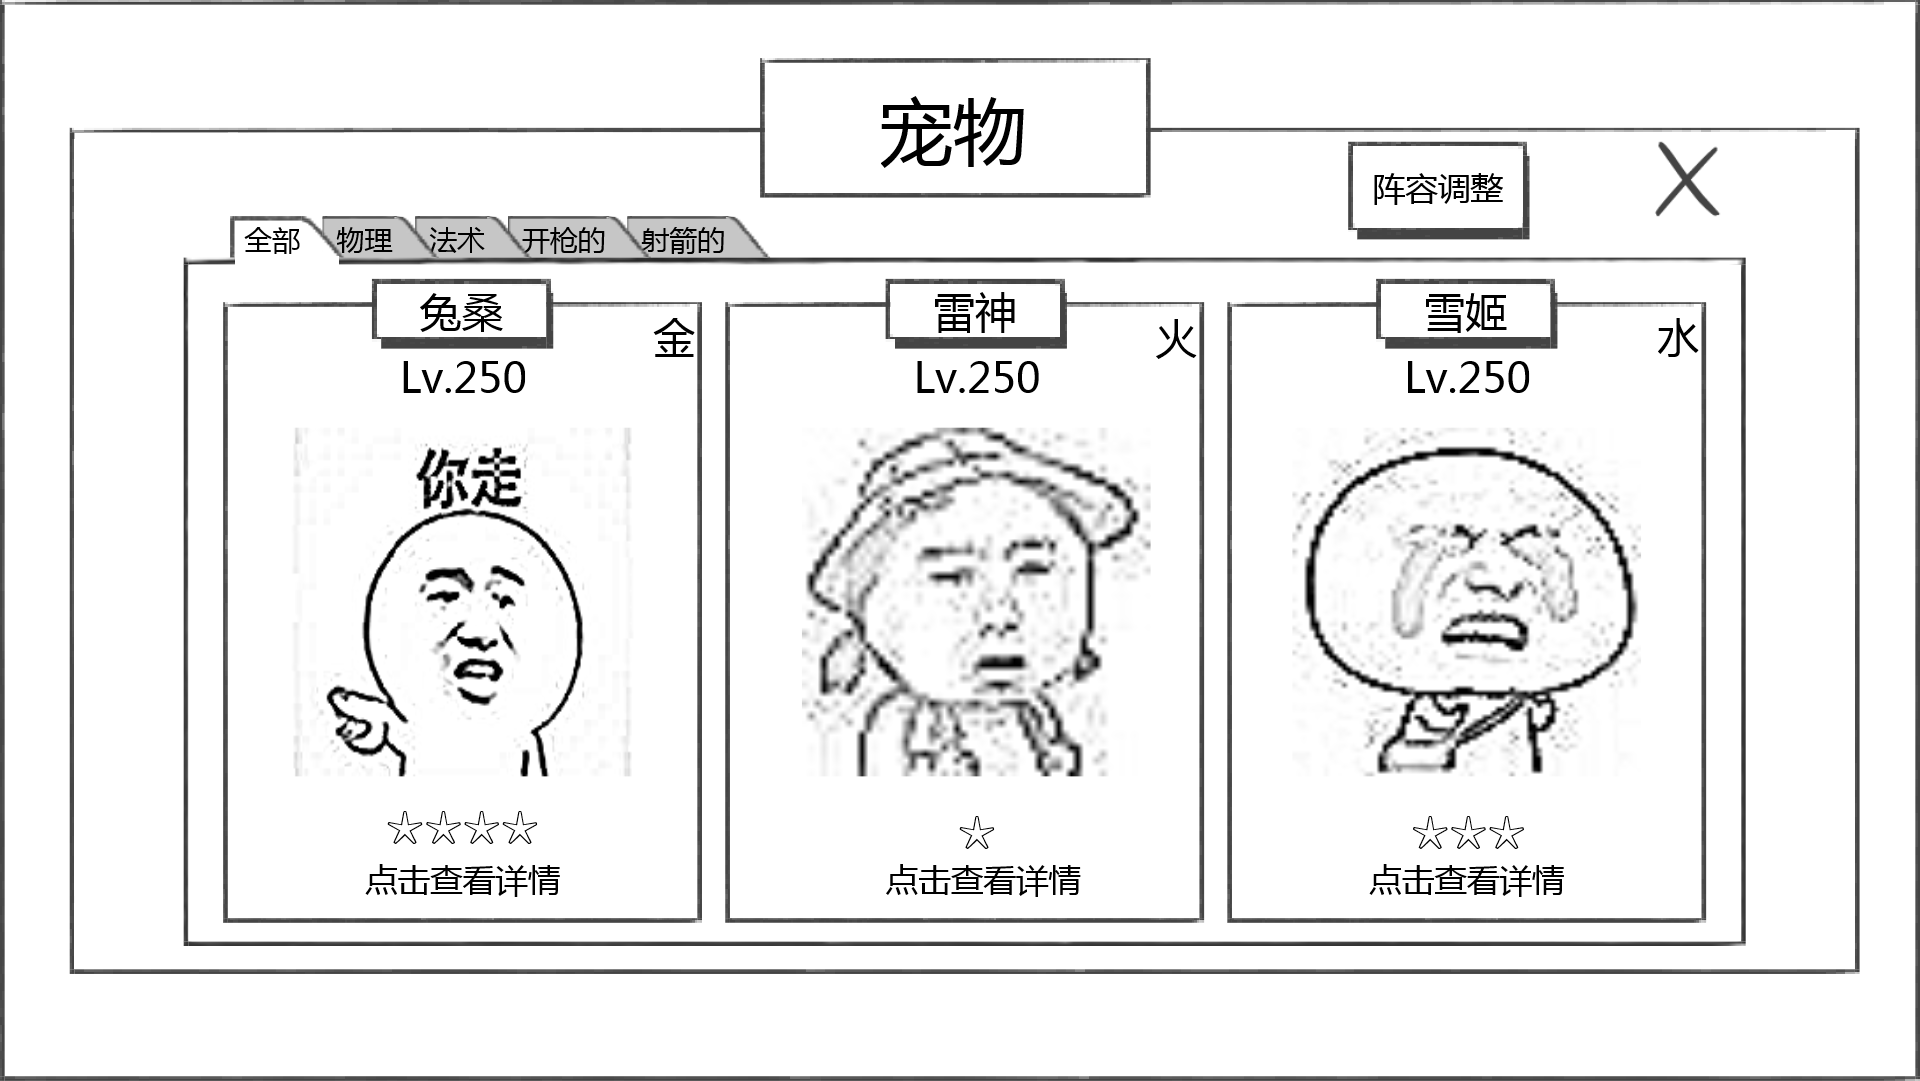 宠物
阵容调整
全部 物理 法术 开枪的 射箭的
兔桑
金
Lv.250
你走
点击查看详情
雷神
火
Lv.250
点击查看详情
雪姬
水
Lv.250
点击查看详情